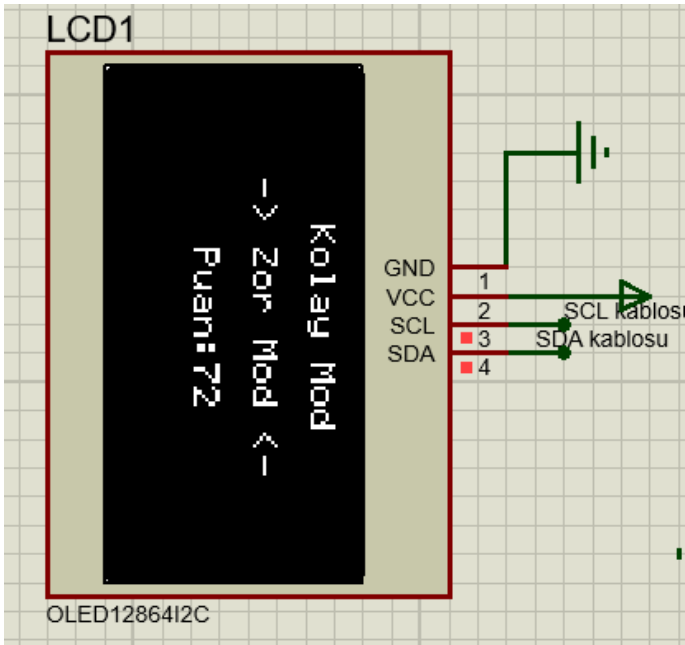 LCD1
Kolay Mod
-> Zor Mod <-
Puan:72
GND
VCC
SCL
SDA
1
2
3
4
SCL kablosu
SDA kablosu
OLED12864I2C